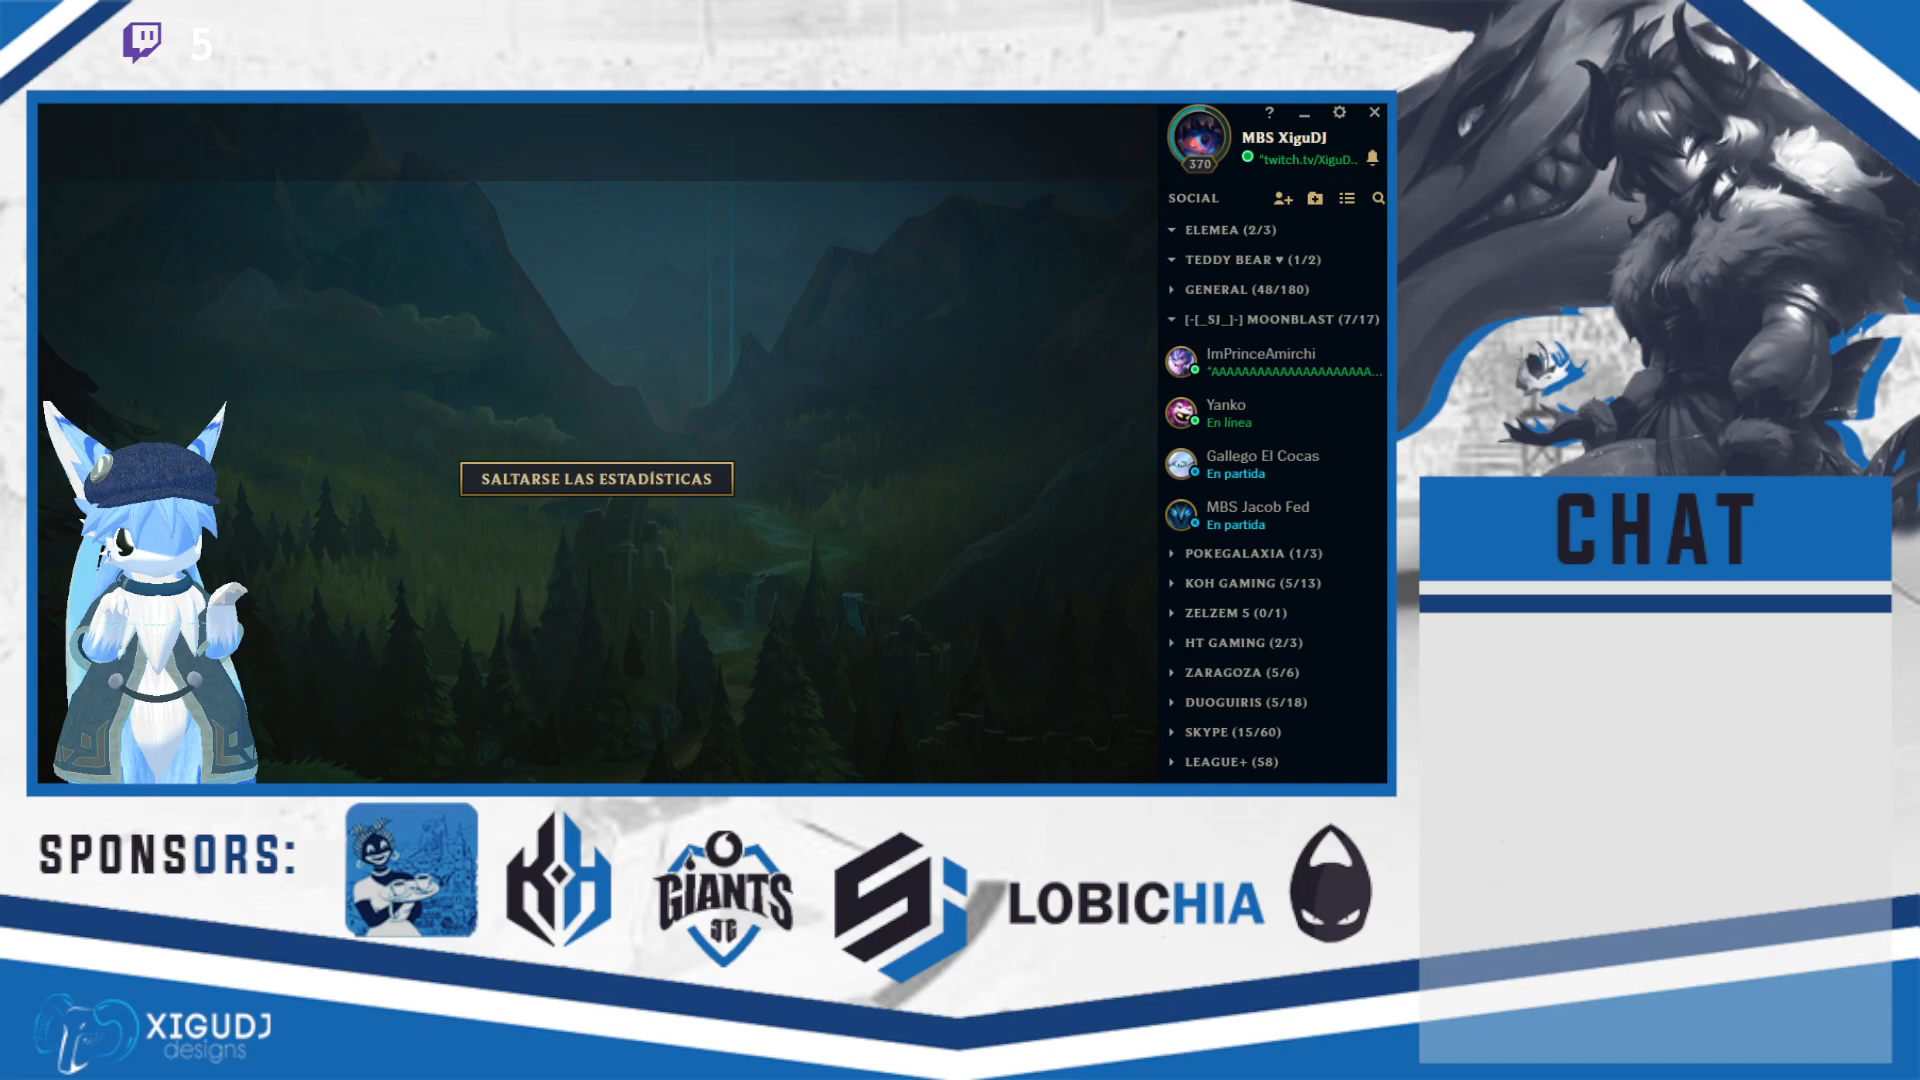 5
?
MBS XiguDJ
370
"twitch.tv/XiguD..
SOCIAL
ELEMEA (2/3)
TEDDY BEAR ♥ (1/2)
GENERAL (48/180)
[-[_SJ_]-] MOONBLAST (7/17)
ImPrinceAmirchi
"AAAAAAAAAAAAAAAAAAAAA...
Yanko
En línea
Gallego El Cocas
En partida
MBS Jacob Fed
En partida
POKEGALAXIA (1/3)
KOH GAMING (5/13)
ZELZEM 5 (0/1)
HT GAMING (2/3)
ZARAGOZA (5/6)
DUOGUIRIS (5/18)
SKYPE (15/60)
LEAGUE+ (58)
SALTARSE LAS ESTADÍSTICAS
CHAT
SPONSORS:
KH
GIANTS
SJ
LOBICHIA
XIGUDJ
designs